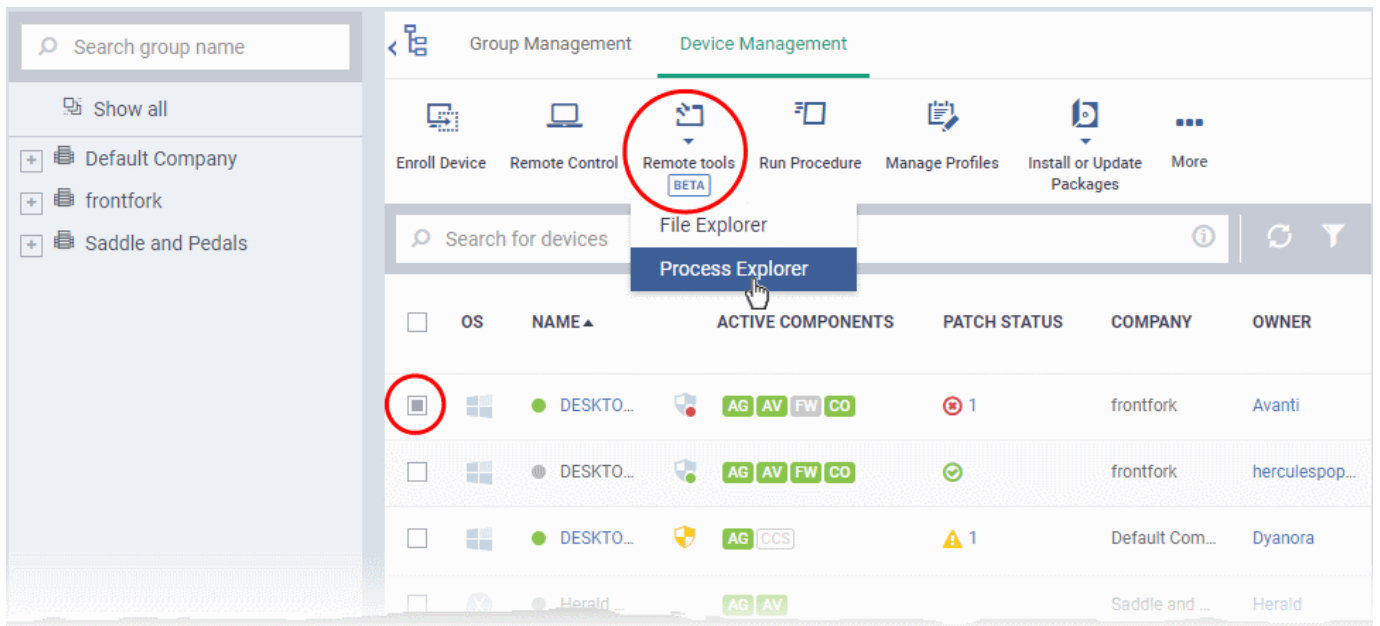 Search group name
Show all
Default Company
frontfork
Saddle and Pedals
Group Management
Device Management
Enroll Device
Remote Control
Remote tools
BETA
Run Procedure
Manage Profiles
Install or Update
Packages
More
File Explorer
Process Explorer
Search for devices
OS NAME ACTIVE COMPONENTS PATCH STATUS COMPANY OWNER
DESKTO... AG AV FW CO 1 frontfork Avanti
DESKTO... AG AV FW CO frontfork herculespop...
DESKTO... AG CCS 1 Default Com... Dyanora
Herald ... AG AV Saddle and ... Herald